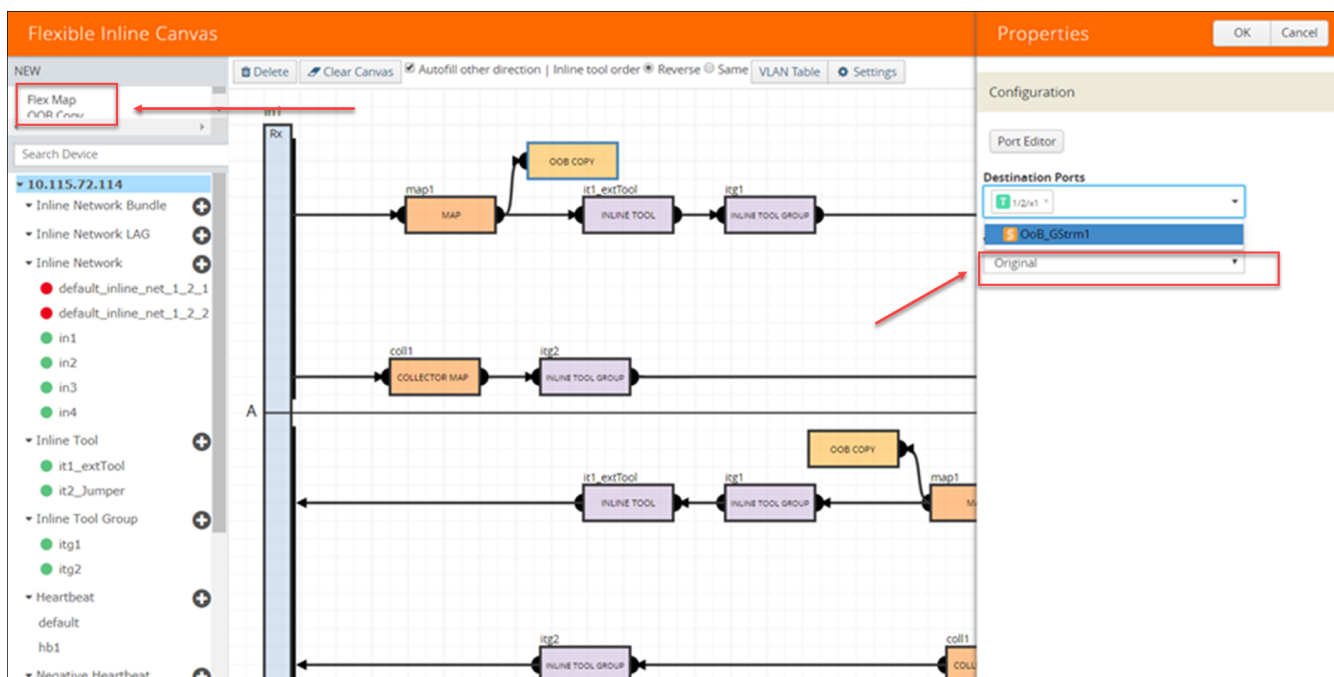 Flexible Inline Canvas
Properties
OK
Cancel
NEW
Flex Map
OOB Copy
Search Device
10.115.72.114
Inline Network Bundle
Inline Network LAG
Inline Network
default_inline_net_1_2_1
default_inline_net_1_2_2
in1
in2
in3
in4
Inline Tool
it1_extTool
it2_Jumper
Inline Tool Group
itg1
itg2
Heartbeat
default
hb1
Negative Heartbeat
Delete
Clear Canvas
Autofill other direction | Inline tool order Reverse Same
VLAN Table
Settings
in1
Rx
OOB COPY
map1
MAP
it1_extTool
INLINE TOOL
itg1
INLINE TOOL GROUP
coll1
COLLECTOR MAP
itg2
INLINE TOOL GROUP
A
OOB COPY
it1_extTool
INLINE TOOL
itg1
INLINE TOOL GROUP
map1
itg2
INLINE TOOL GROUP
coll1
COLL
Configuration
Port Editor
Destination Ports
T 1/2/x1 ×
S OoB_GStrm1
Original